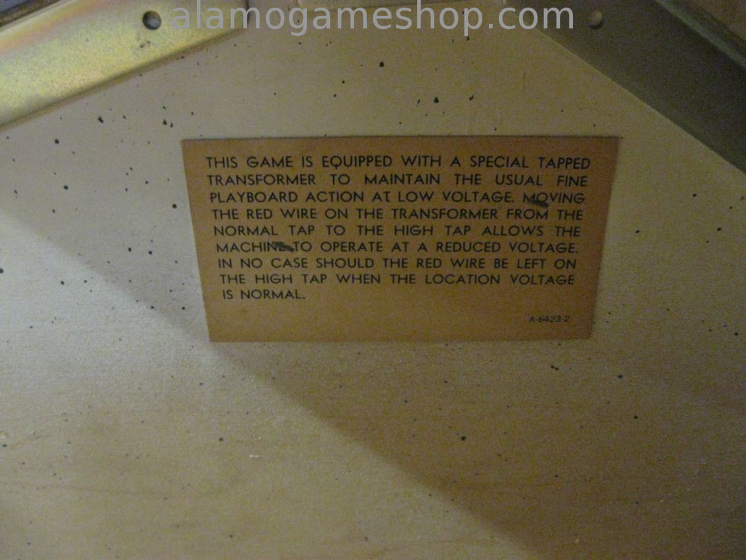 alamogameshop.com
THIS GAME IS EQUIPPED WITH A SPECIAL TAPPED
TRANSFORMER TO MAINTAIN THE USUAL FINE
PLAYBOARD ACTION AT LOW VOLTAGE. MOVING
THE RED WIRE ON THE TRANSFORMER FROM THE
NORMAL TAP TO THE HIGH TAP ALLOWS THE
MACHINE TO OPERATE AT A REDUCED VOLTAGE.
IN NO CASE SHOULD THE RED WIRE BE LEFT ON
THE HIGH TAP WHEN THE LOCATION VOLTAGE
IS NORMAL.
A-6423-2